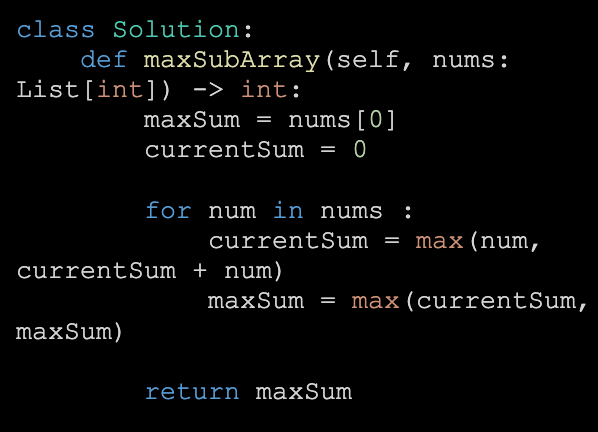 class Solution:
    def maxSubArray(self, nums:
List[int]) -> int:
        maxSum = nums[0]
        currentSum = 0

        for num in nums :
            currentSum = max(num,
currentSum + num)
            maxSum = max(currentSum,
maxSum)

        return maxSum